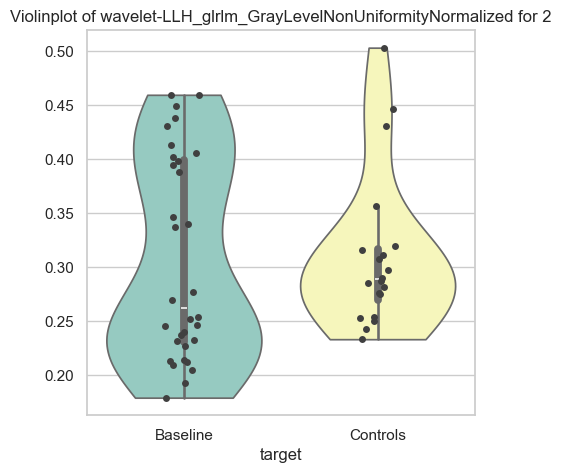 Violinplot of wavelet-LLH_glrlm_GrayLevelNonUniformityNormalized for 2
0.50
0.45
0.40
0.35
0.30
0.25
0.20
Baseline Controls
target